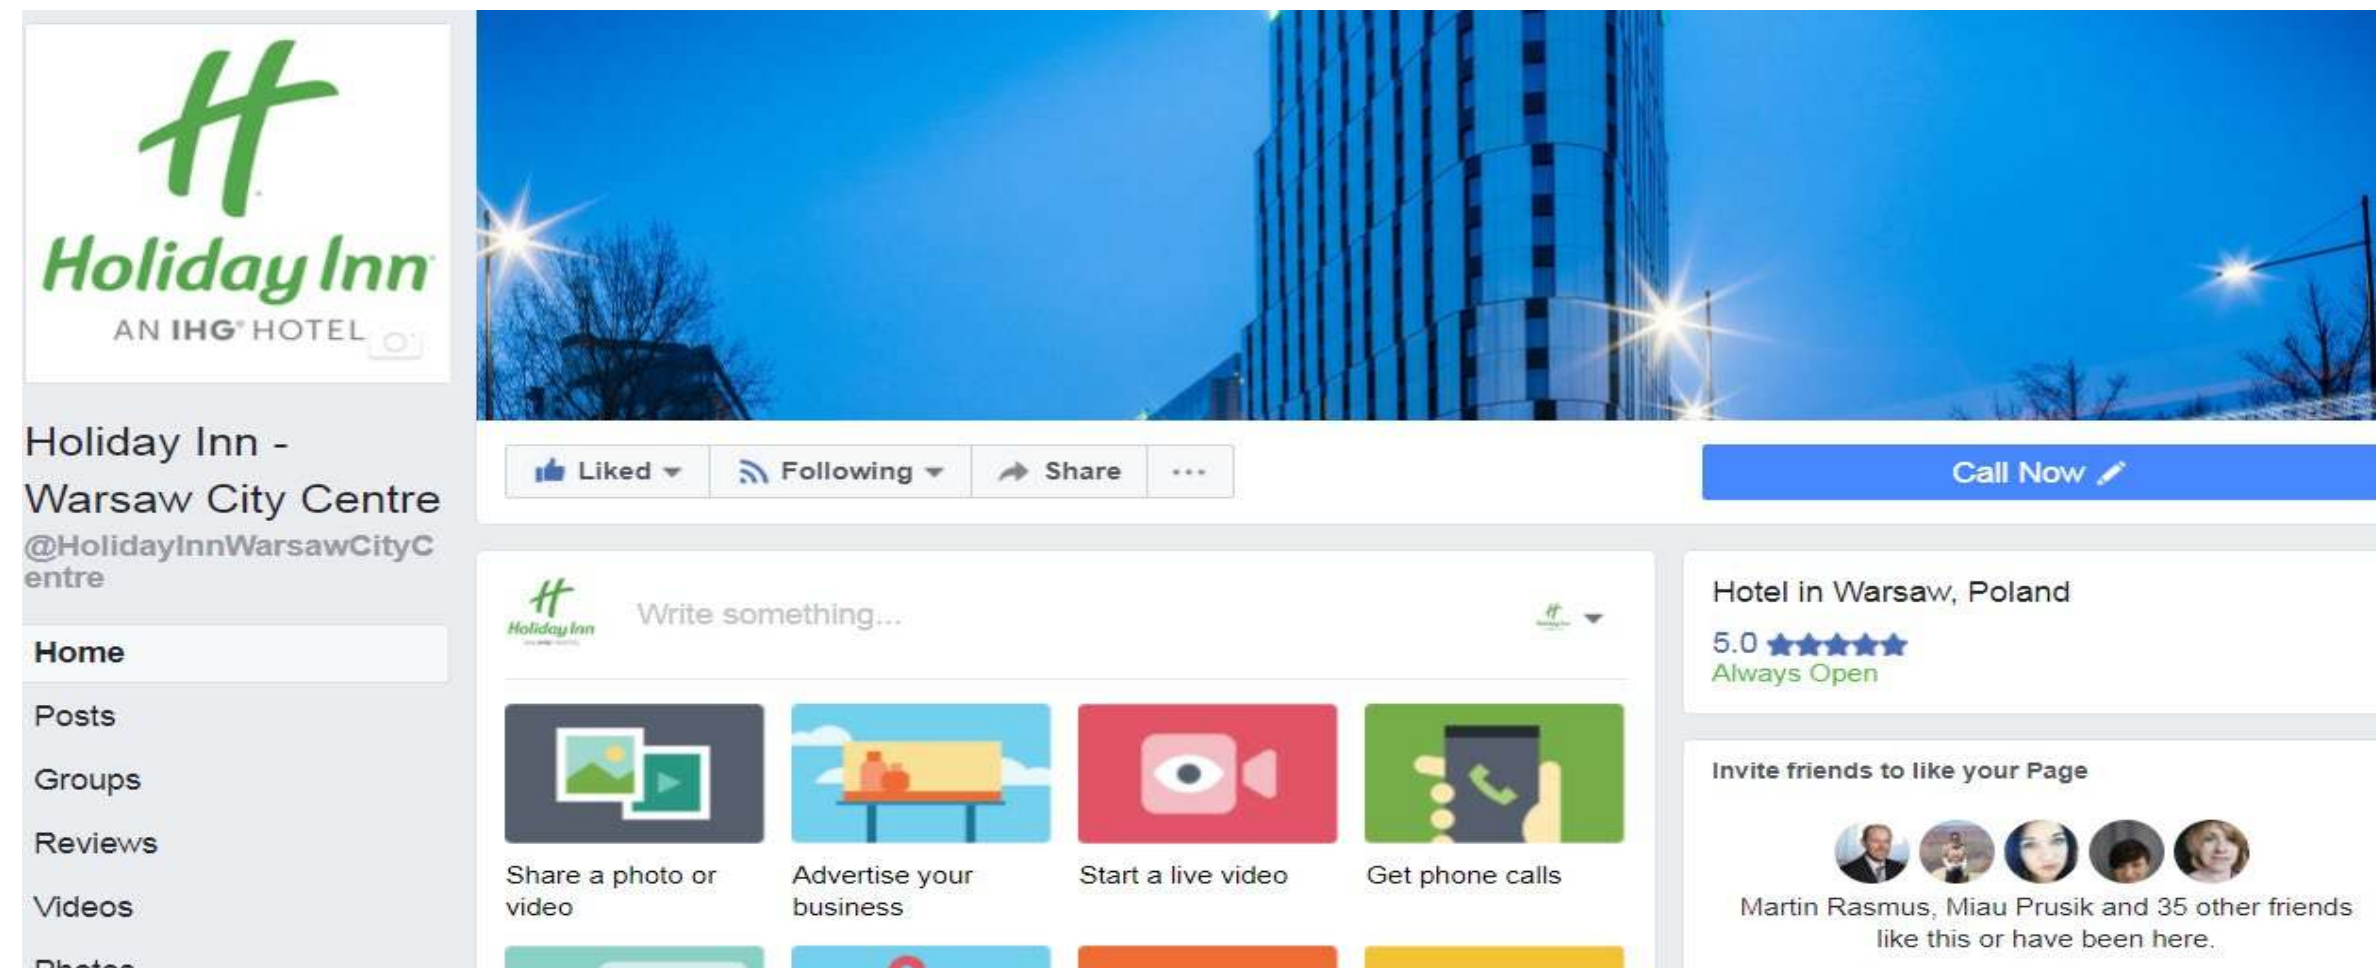 Holiday Inn
AN IHG® HOTEL
Holiday Inn -
Warsaw City Centre
@HolidayInnWarsawCityC
entre
Home
Posts
Groups
Reviews
Videos
Photos
Liked
Following
Share
Call Now
Holiday Inn
Write something...
Share a photo or
video
Advertise your
business
Start a live video
Get phone calls
Hotel in Warsaw, Poland
5.0
Always Open
Invite friends to like your Page
Martin Rasmus, Miau Prusik and 35 other friends
like this or have been here.